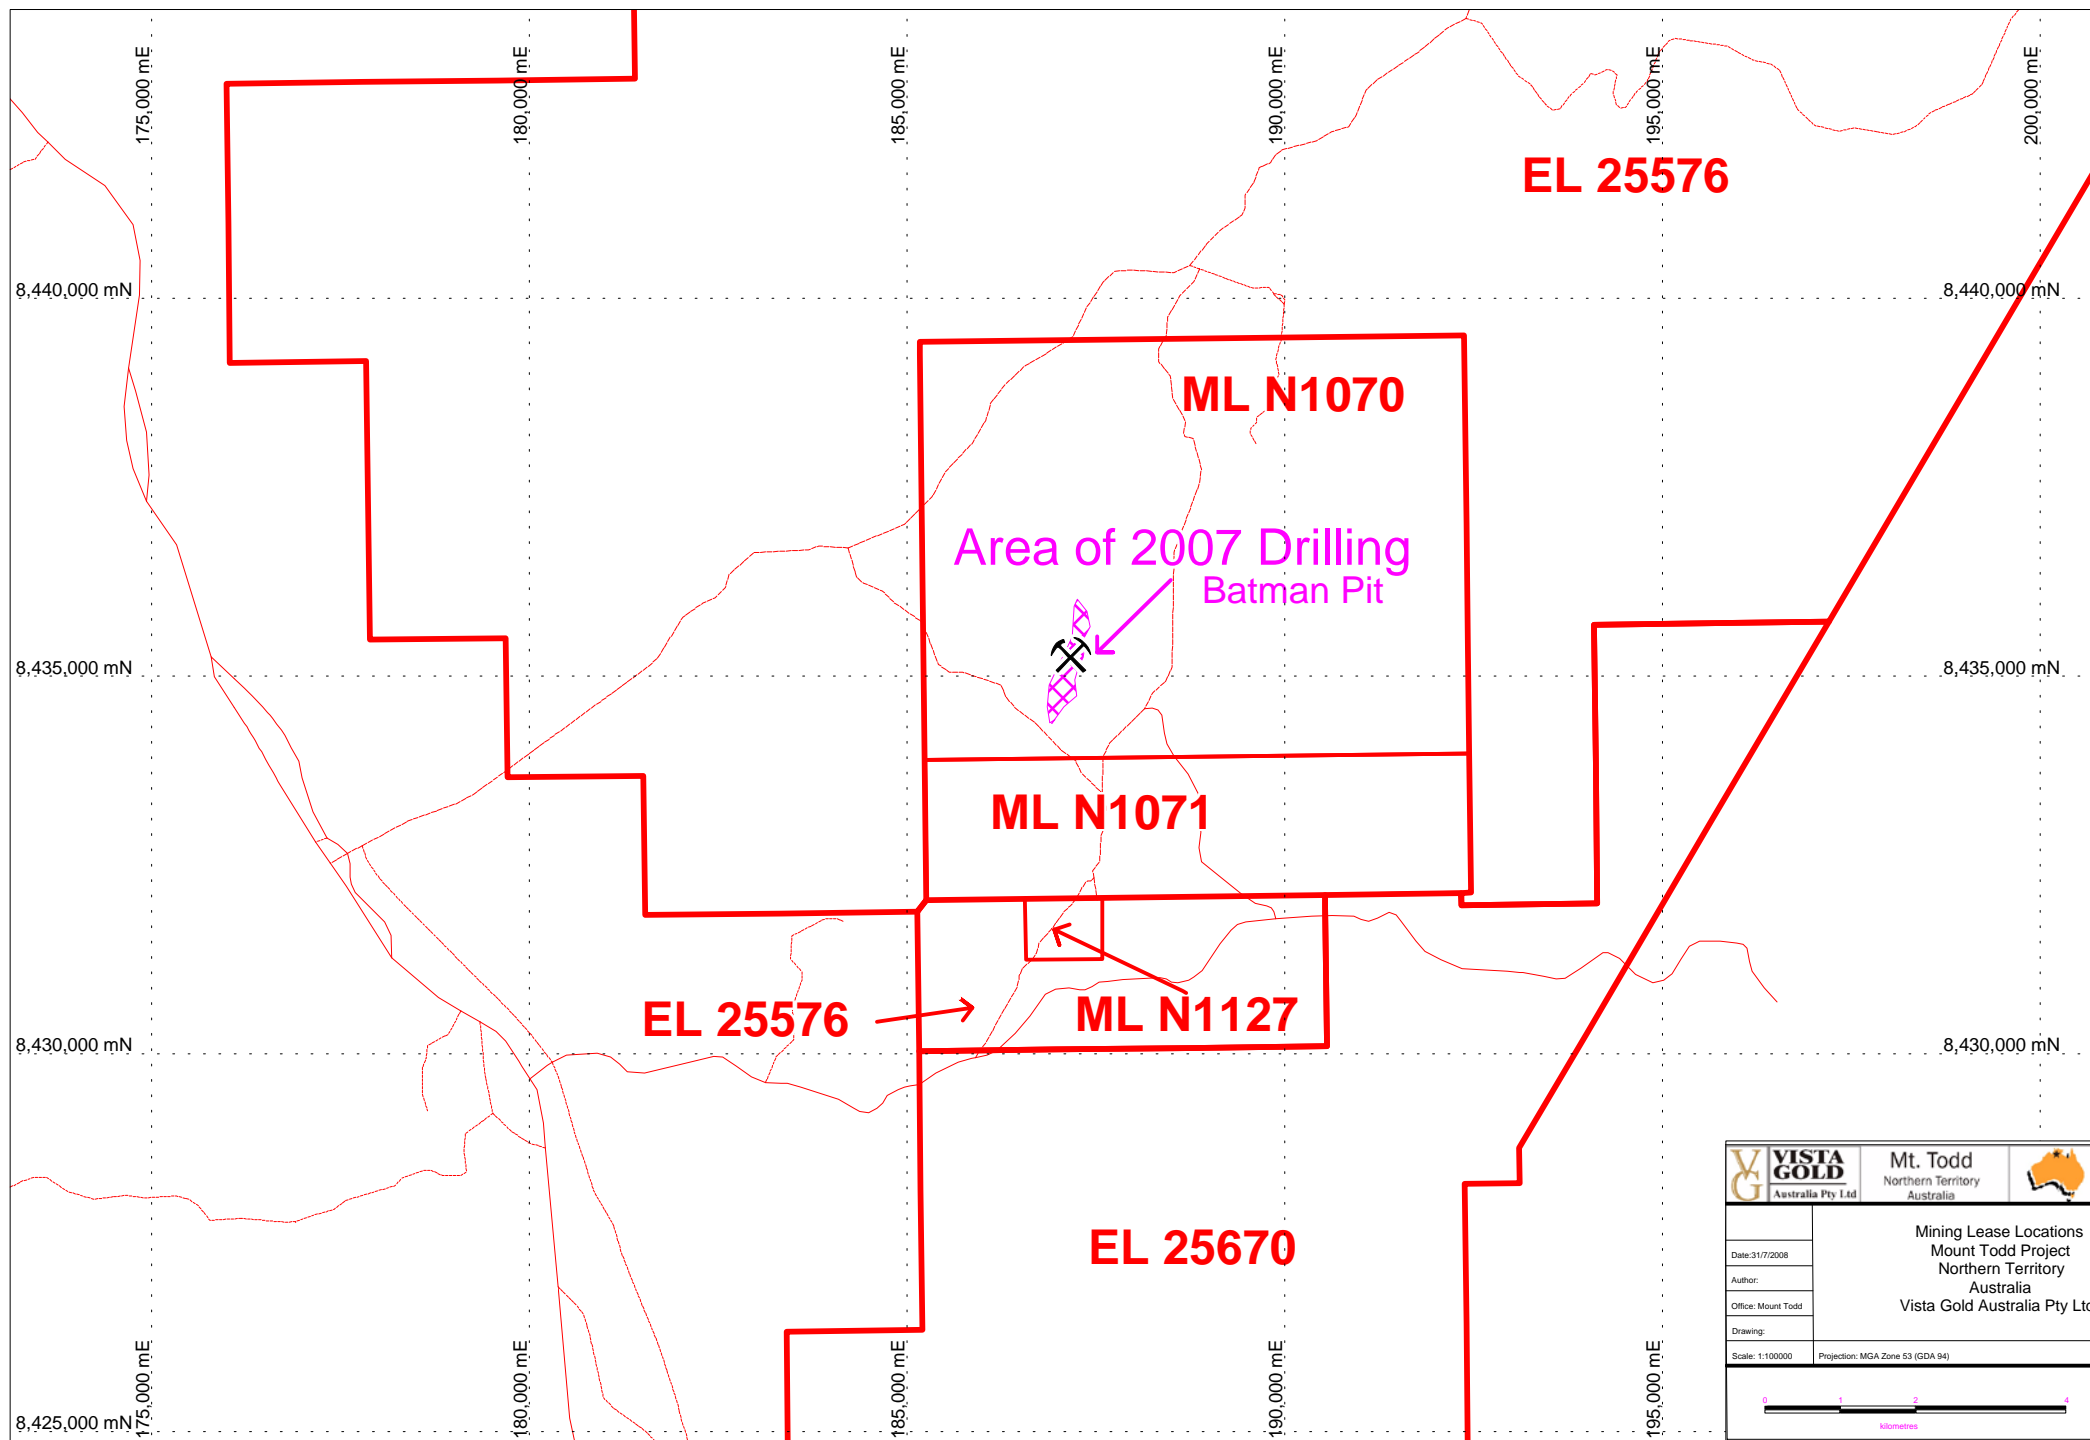 175,000 mE
180,000 mE
185,000 mE
190,000 mE
195,000 mE
200,000 mE
EL 25576
8,440,000 mN
8,440,000 mN
ML N1070
Area of 2007 Drilling
Batman Pit
8,435,000 mN
8,435,000 mN
ML N1071
EL 25576
ML N1127
8,430,000 mN
8,430,000 mN
EL 25670
8,425,000 mN
175,000 mE
180,000 mE
185,000 mE
190,000 mE
195,000 mE
VG
VISTA
GOLD
Australia Pty Ltd
Mt. Todd
Northern Territory
Australia
Mining Lease Locations
Mount Todd Project
Northern Territory
Australia
Vista Gold Australia Pty Ltd
Date:31/7/2008
Author:
Office: Mount Todd
Drawing:
Scale: 1:100000
Projection: MGA Zone 53 (GDA 94)
0 1 2 4
kilometres